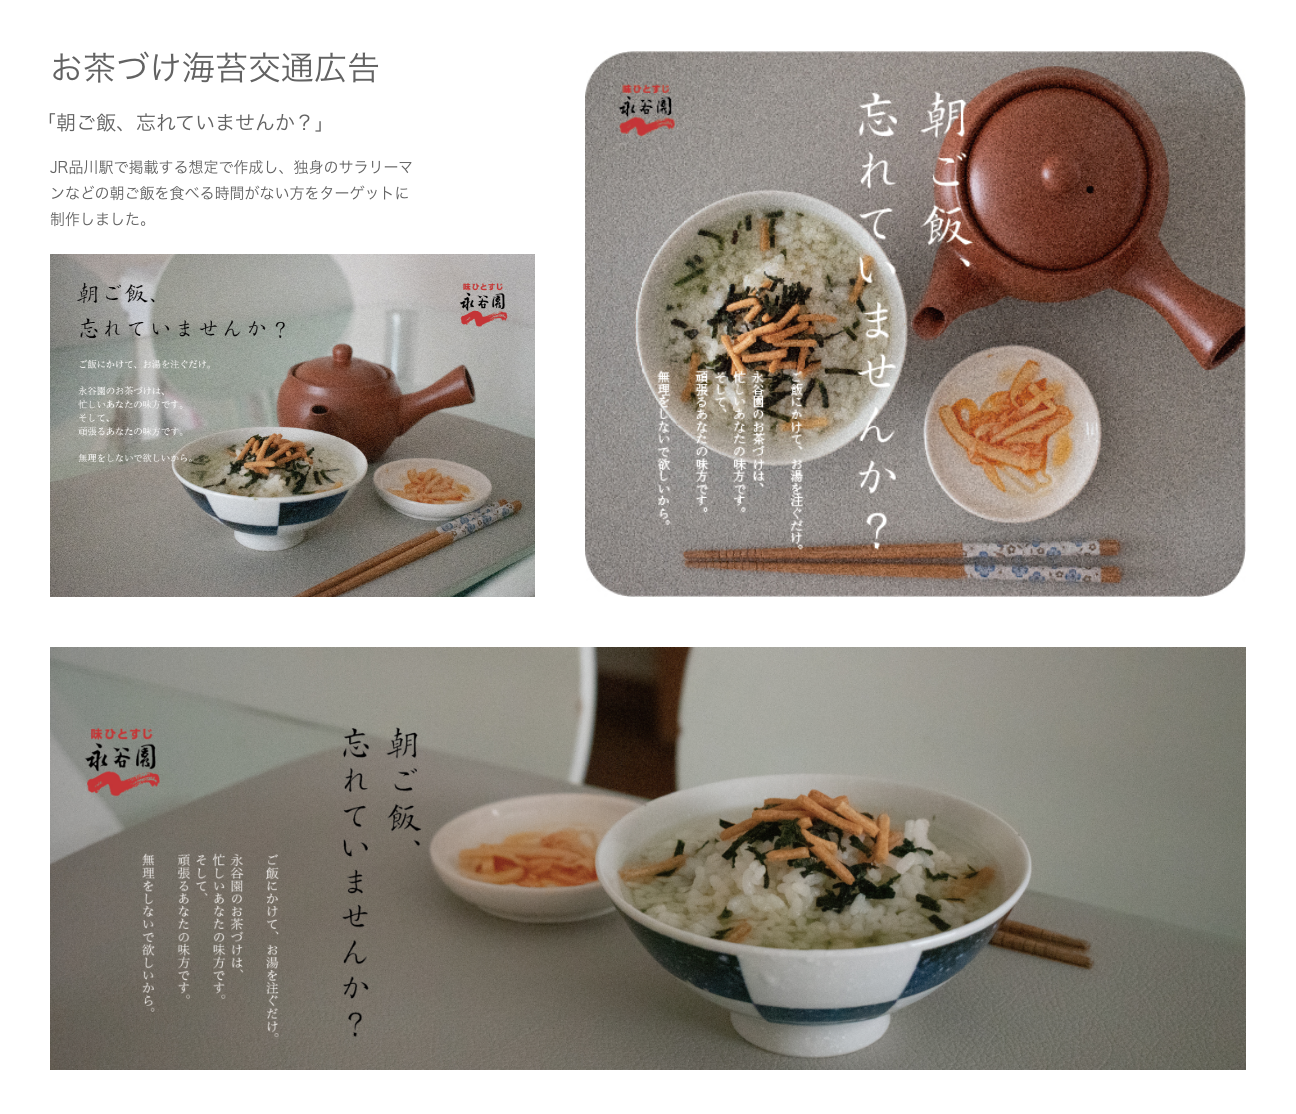 お茶づけ海苔交通広告
「朝ご飯、忘れていませんか？」
JR品川駅で掲載する想定で作成し、独身のサラリーマ
ンなどの朝ご飯を食べる時間がない方をターゲットに
制作しました。
朝ご飯、
忘れていませんか？
ご飯にかけて、お湯を注ぐだけ。
永谷園のお茶づけは、
忙しいあなたの味方です。
そして、
頑張るあなたの味方です。
無理をしないで欲しいから。
味ひとすじ
永谷園
味ひとすじ
永谷園
朝ご飯、
忘れていませんか？
ご飯にかけて、お湯を注ぐだけ。
永谷園のお茶づけは、
忙しいあなたの味方です。
そして、
頑張るあなたの味方です。
無理をしないで欲しいから。
味ひとすじ
永谷園
朝ご飯、
忘れていませんか？
ご飯にかけて、お湯を注ぐだけ。
永谷園のお茶づけは、
忙しいあなたの味方です。
そして、
頑張るあなたの味方です。
無理をしないで欲しいから。